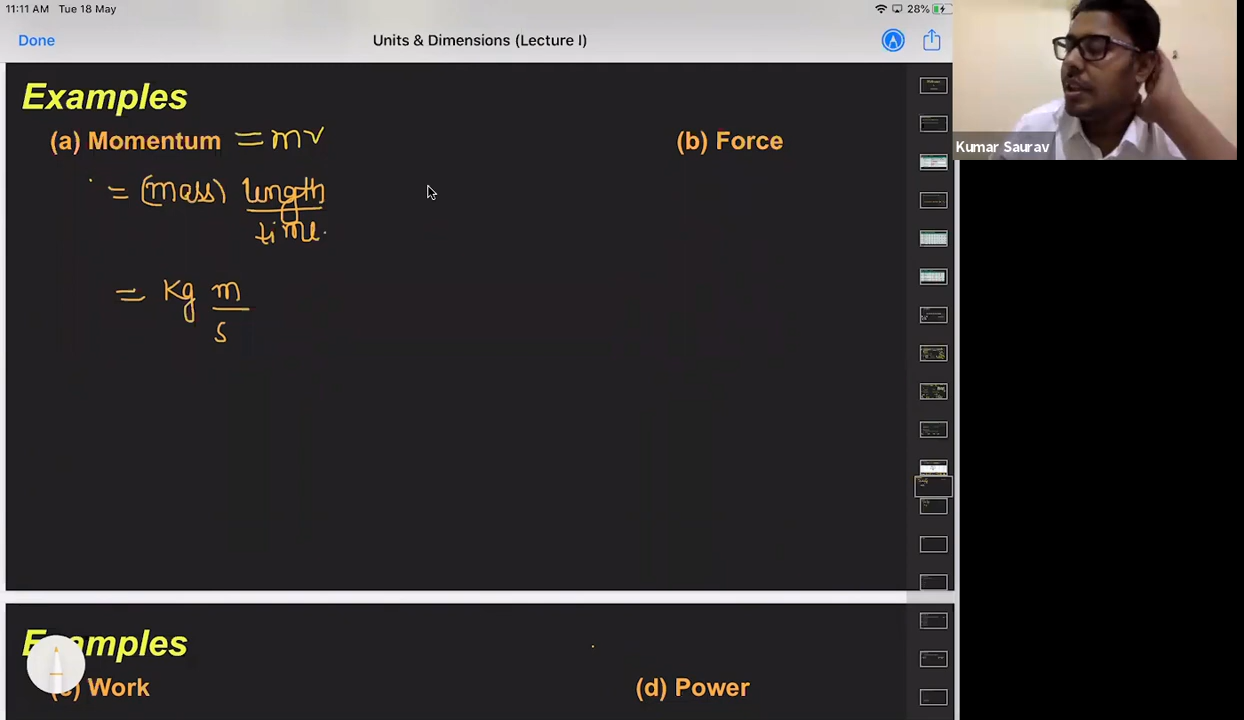 11:11 AM Tue 18 May
28%
Done
Units & Dimensions (Lecture I)
Examples
(a) Momentum = mv
(b) Force
= (mass) length
time.
= Kg m
s
Kumar Saurav
Examples
(c) Work
(d) Power